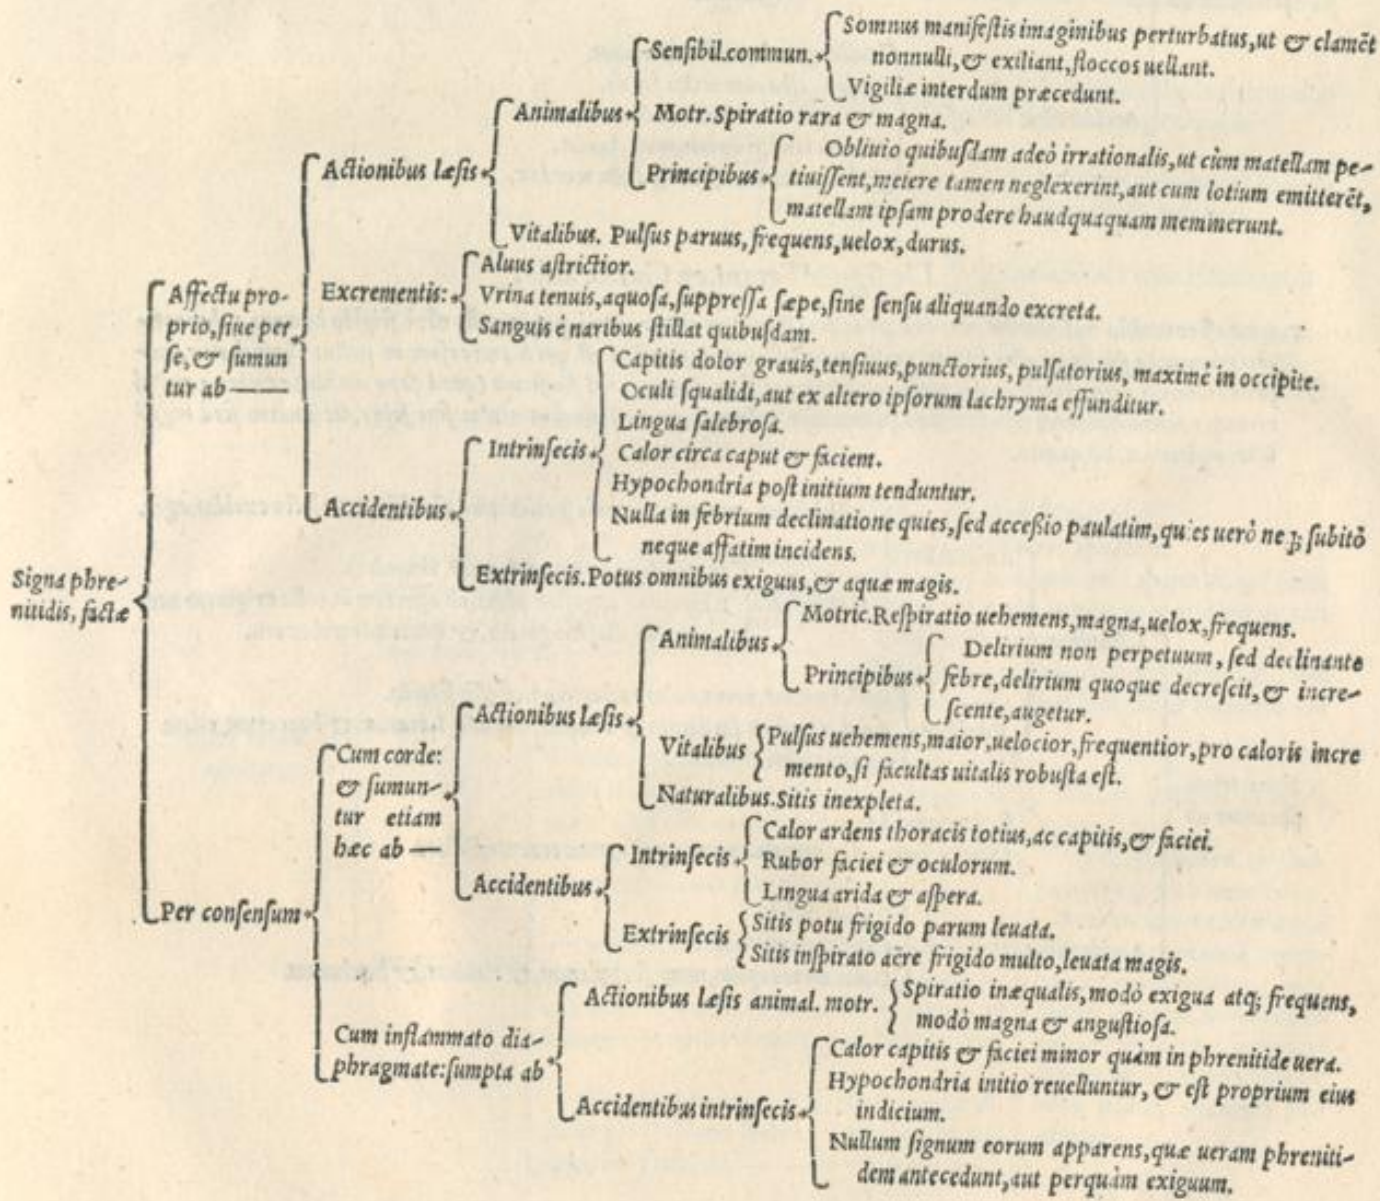 Somnus manifeſtis imaginibus perturbatus, ut & clamēt
nonnulli, & exiliant, floccos uellant.
Senſibil. commun.
Vigiliæ interdum præcedunt.
Animalibus
Motr. Spiratio rara & magna.
Obliuio quibuſdam adeò irrationalis, ut cùm matellam pe-
Principibus
tiuiſſent, meiere tamen neglexerint, aut cum lotium emitterēt,
matellam ipſam prodere haudquaquam meminerunt.
Actionibus læſis
Vitalibus. Pulſus paruus, frequens, uelox, durus.
Signa phre-
nitidis, factæ
Affectu pro-
prio, ſiue per
ſe, & ſumun
tur ab
Excrementis:
Aluus aſtrictior.
Vrina tenuis, aquoſa, ſuppreſſa ſæpe, ſine ſenſu aliquando excreta.
Sanguis è naribus ſtillat quibuſdam.
Accidentibus
Intrinſecis
Capitis dolor grauis, tenſiuus, punctorius, pulſatorius, maximè in occipite.
Oculi ſqualidi, aut ex altero ipſorum lachryma effunditur.
Lingua ſalebroſa.
Calor circa caput & faciem.
Hypochondria poſt initium tenduntur.
Nulla in febrium declinatione quies, ſed acceßio paulatim, qu es uerò ne q; ſubitò
neque affatim incidens.
Extrinſecis. Potus omnibus exiguus, & aquæ magis.
Per conſenſum
Cum corde:
& ſumun-
tur etiam
hæc ab
Actionibus læſis
Animalibus
Motric. Reſpiratio uehemens, magna, uelox, frequens.
Principibus
Delirium non perpetuum, ſed declinante
febre, delirium quoque decreſcit, & incre-
ſcente, augetur.
Vitalibus
Pulſus uehemens, maior, uelocior, frequentior, pro caloris incre
mento, ſi facultas uitalis robuſta eſt.
Naturalibus. Sitis inexpleta.
Accidentibus
Intrinſecis
Calor ardens thoracis totius, ac capitis, & faciei.
Rubor faciei & oculorum.
Lingua arida & aſpera.
Extrinſecis
Sitis potu frigido parum leuata.
Sitis inſpirato aëre frigido multo, leuata magis.
Cum inflammato dia-
phragmate: ſumpta ab
Actionibus læſis animal. motr.
Spiratio inæqualis, modò exigua atq; frequens,
modò magna & anguſtioſa.
Accidentibus intrinſecis
Calor capitis & faciei minor quàm in phrenitide uera.
Hypochondria initio reuelluntur, & eſt proprium eius
indicium.
Nullum ſignum eorum apparens, quæ ueram phreniti-
dem antecedunt, aut perquàm exiguum.